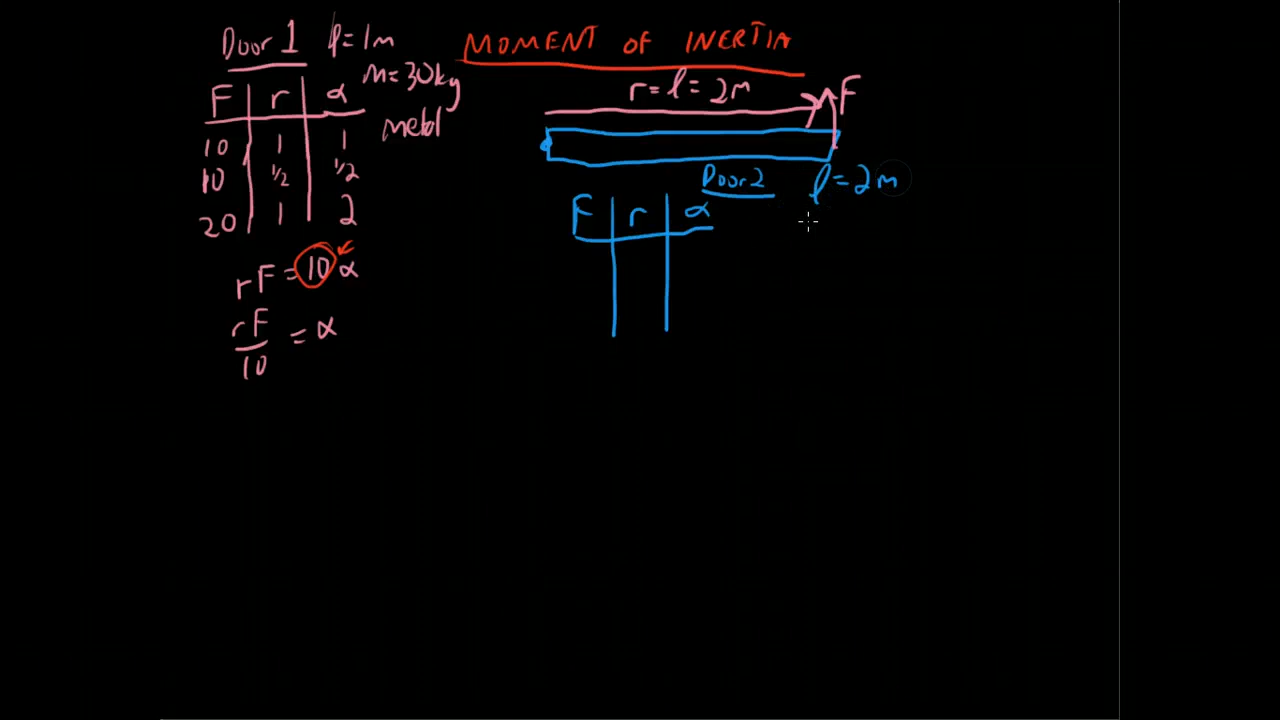 MOMENT OF INERTIA
Door 1 l = 1m
m = 30kg
metal
F r α
10 1 1
10 1/2 1/2
20 1 2
rF = 10 α
rF/10 = α
r = l = 2m
F
Door 2 l = 2m
F r α